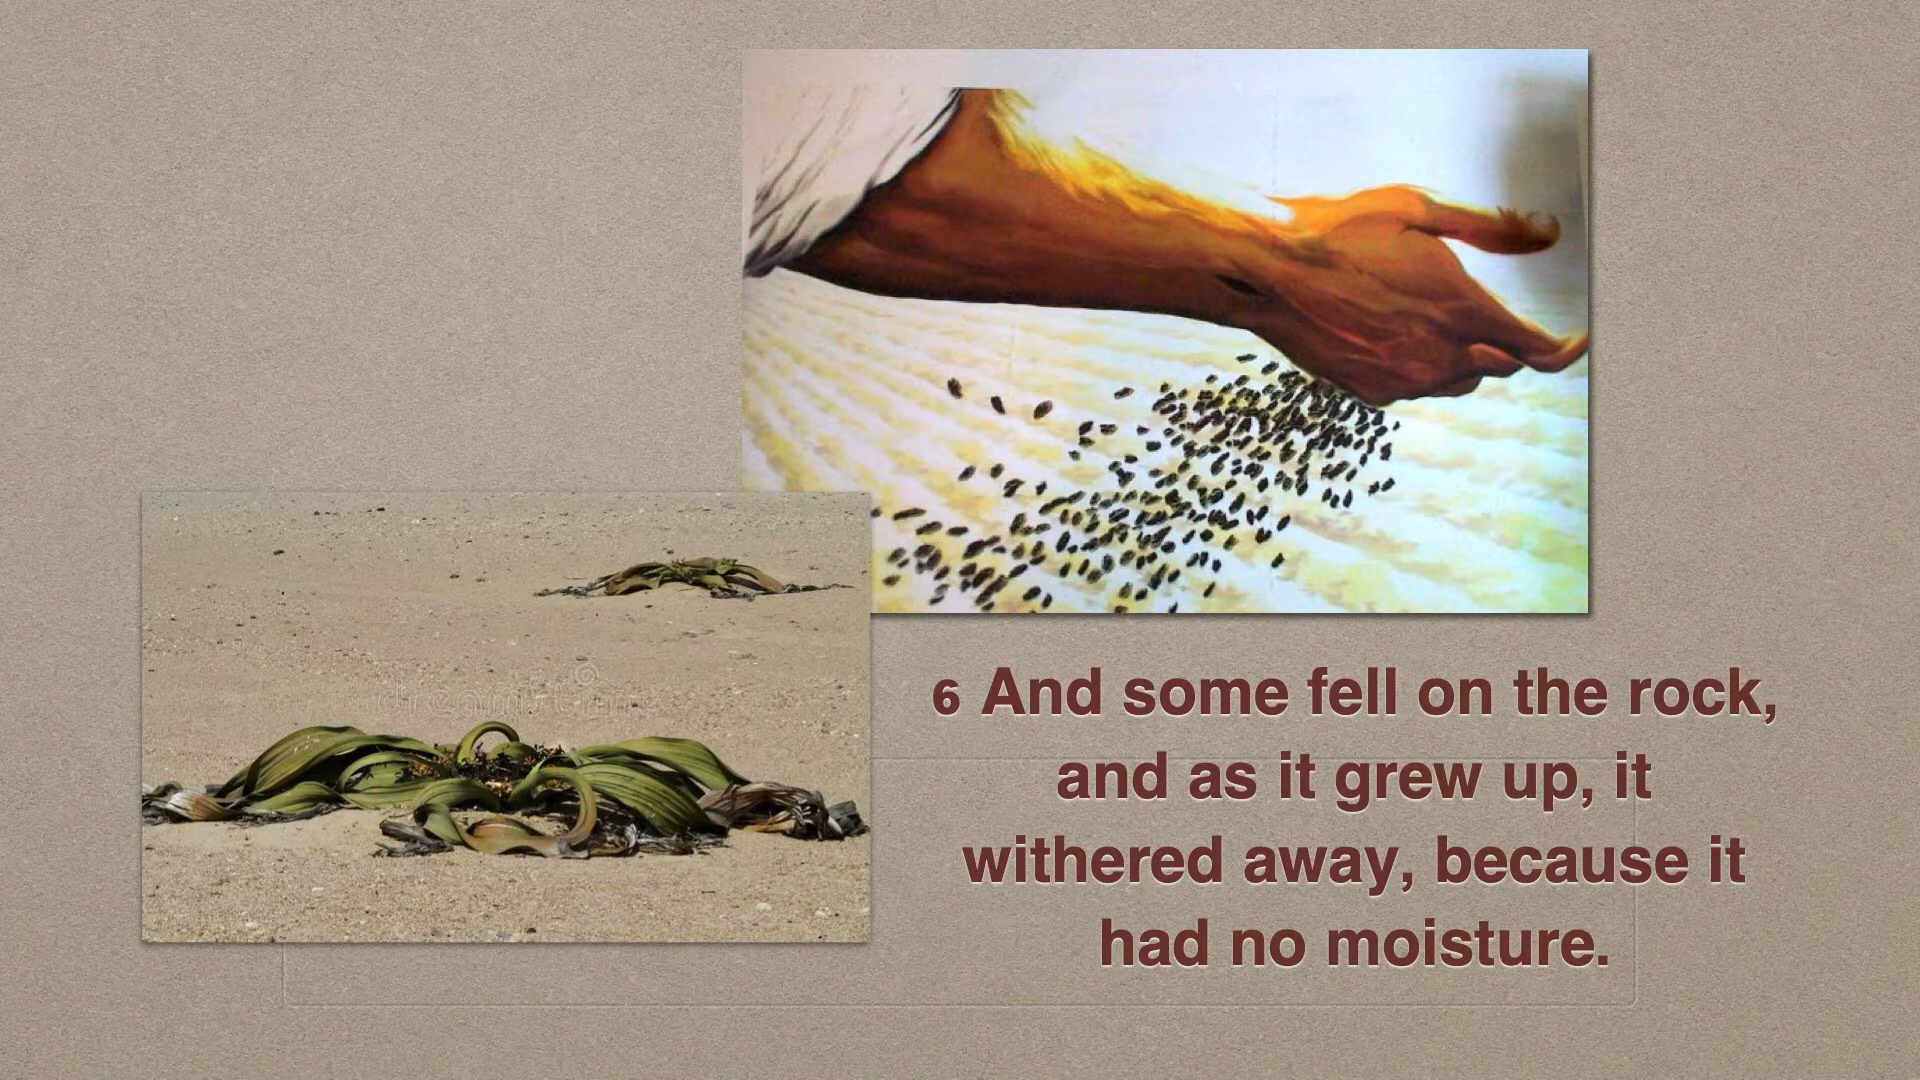 dreamstime
6 And some fell on the rock,
and as it grew up, it
withered away, because it
had no moisture.